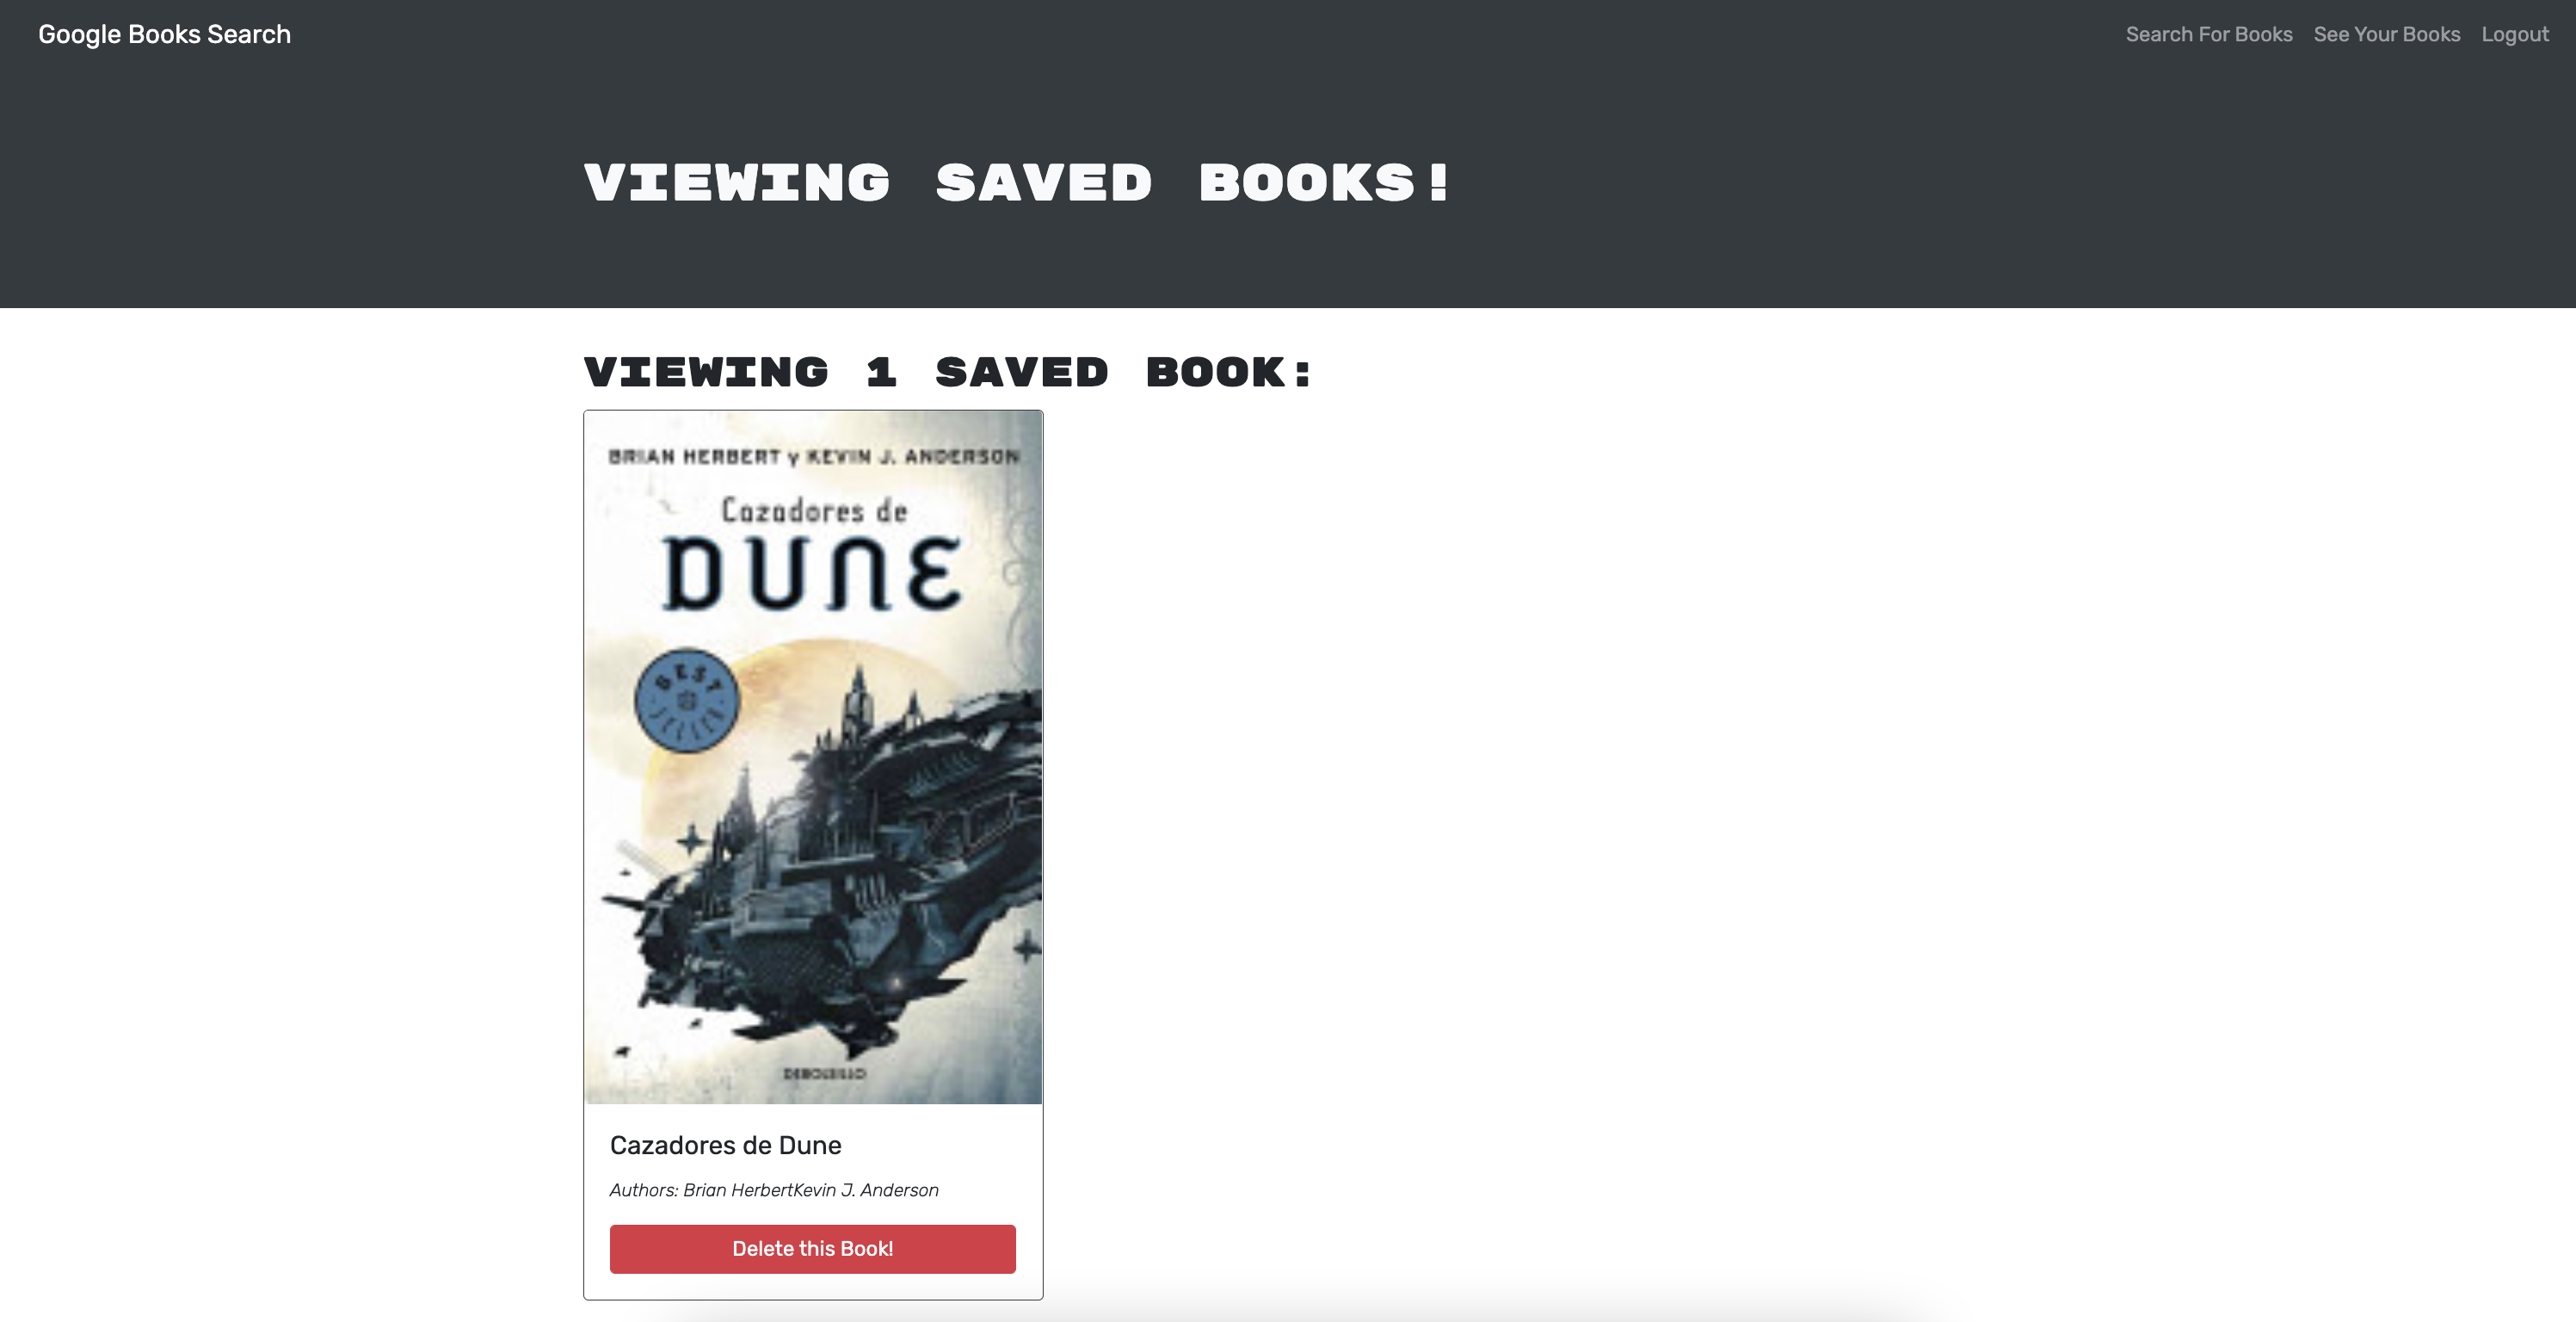 Google Books Search
Search For Books
See Your Books
Logout
VIEWING SAVED BOOKS!
VIEWING 1 SAVED BOOK:
BRIAN HERBERT y KEVIN J. ANDERSON
Cazadores de
DUNE
BEST
SELLER
DEBOLSILLO
Cazadores de Dune
Authors: Brian HerbertKevin J. Anderson
Delete this Book!